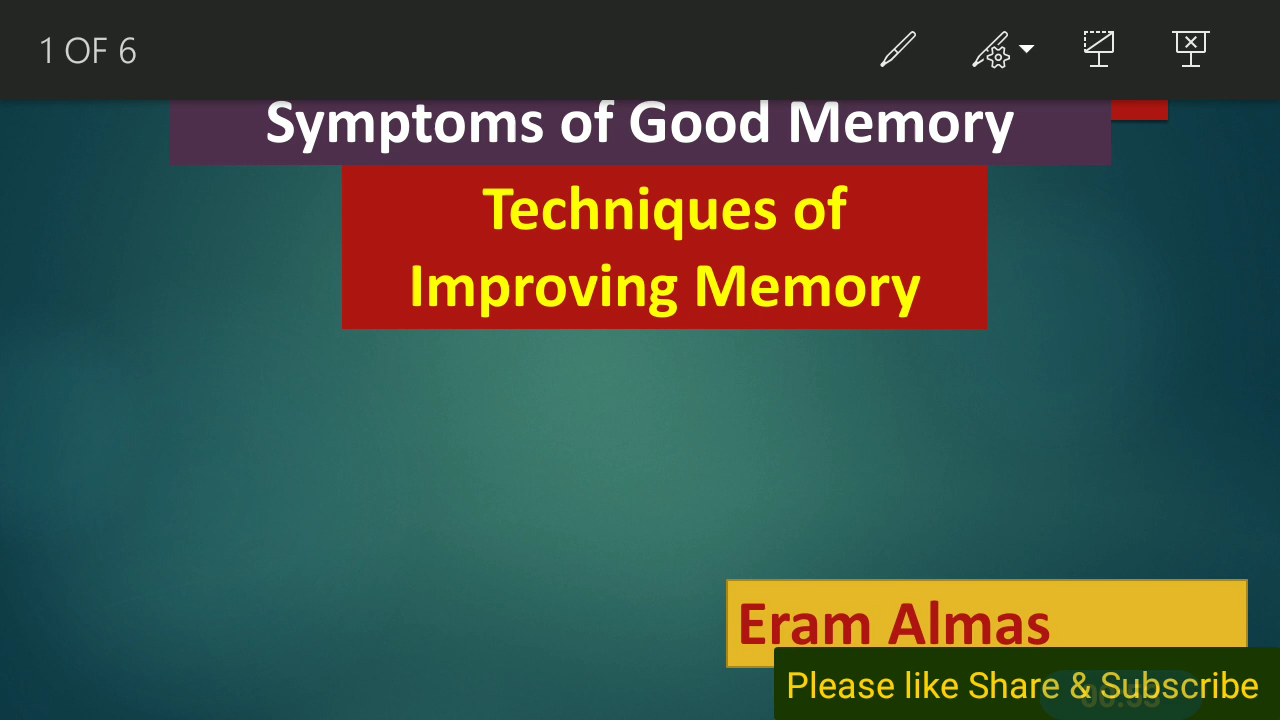 1 OF 6
Symptoms of Good Memory
Techniques of
Improving Memory
Eram Almas
Please like Share & Subscribe